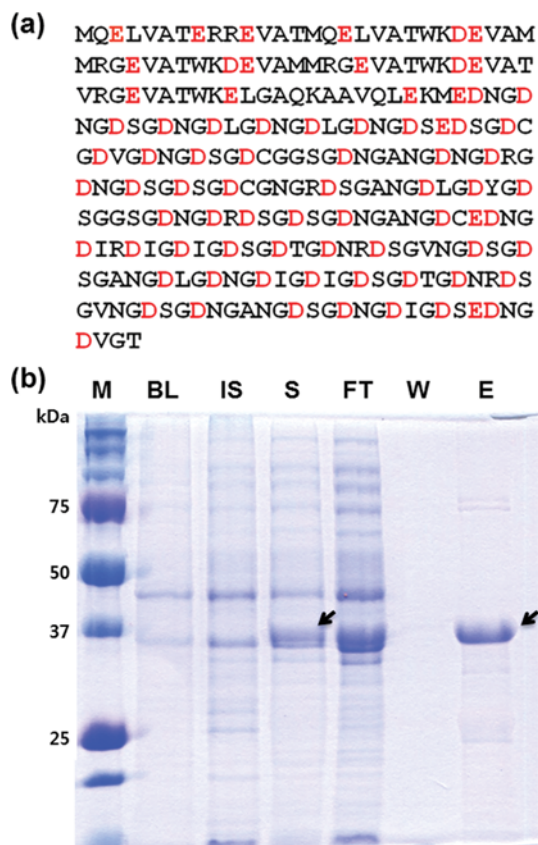 (a)
MQELVATERREVATMQELVATWKDEVAM
MRGEVATWKDEVAMMRGEVATWKDEVAT
VRGEVATWKELGAQKAAVQLEKMEDNGD
NGDSGDNGDLGDNGDLGDNGDSEDSGDC
GDVGDNGDSGDCGGSGDNGANGDNGDRG
DNGDSGDSGDCGNGRDSGANGDLGDYGD
SGGSGDNGDRDSGDSGDNGANGDCEDNG
DIRDIGDIGDSGDTGDNRDSGVNGDSGD
SGANGDLGDNGDIGDIGDSGDTGDNRDS
GVNGDSGDNGANGDSGDNGDIGDSEDNG
DVGT
(b) M BL IS S FT W E
kDa
75
50
37
25